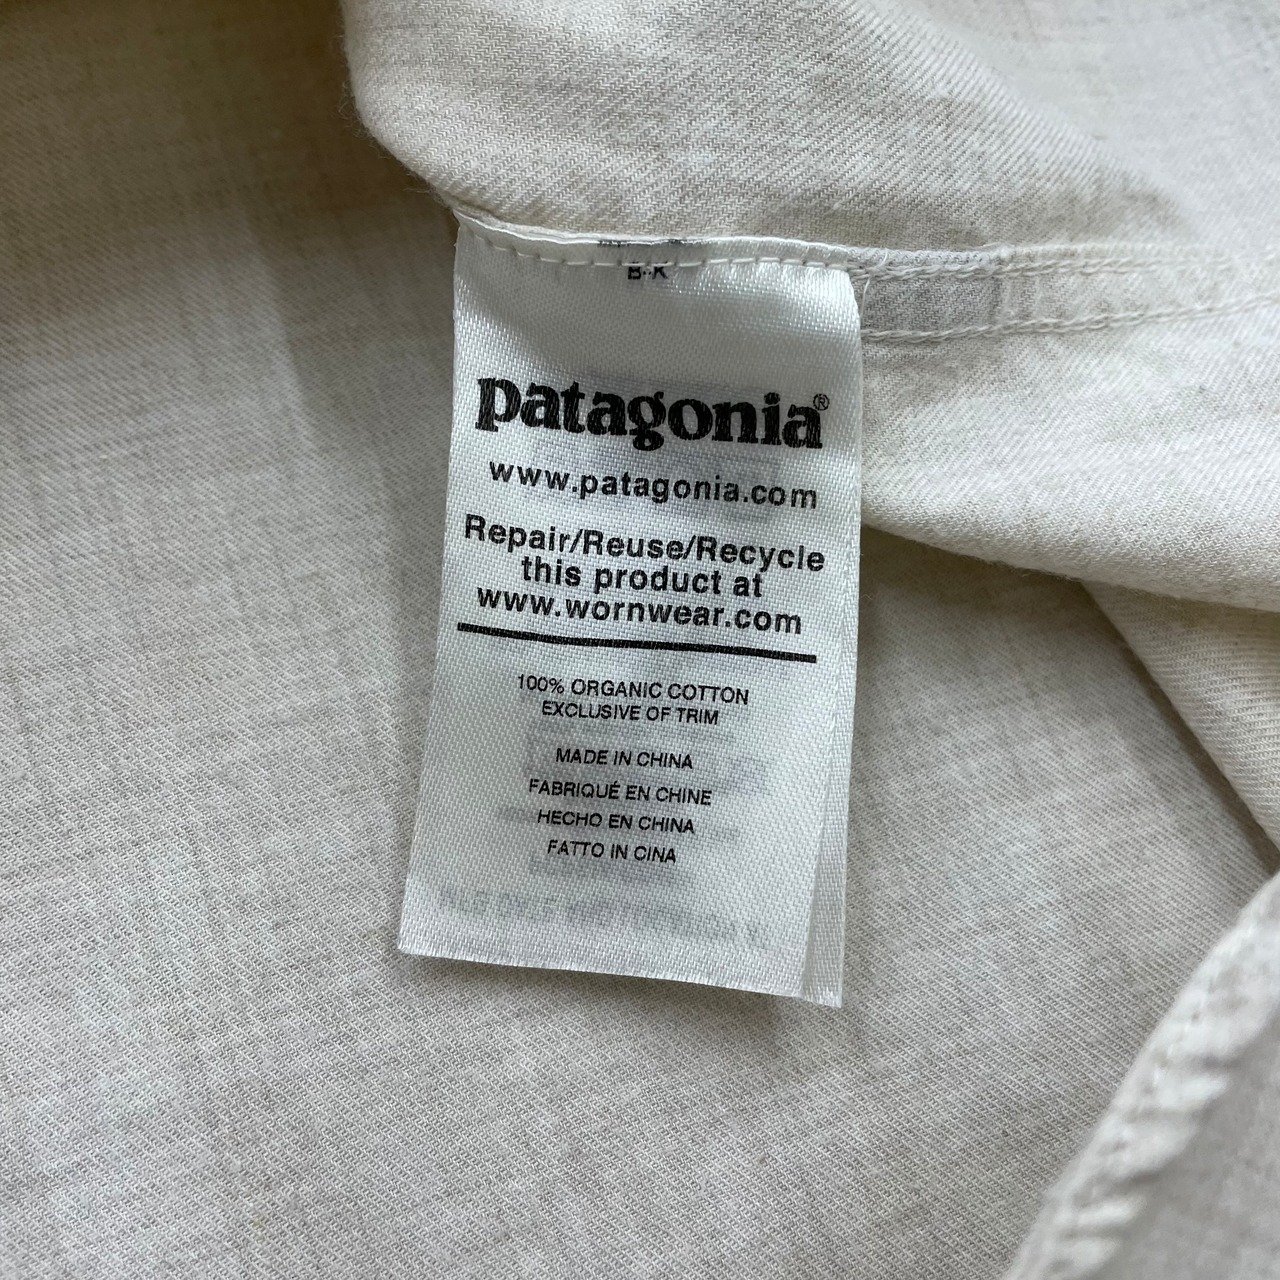 B-K
patagonia®
www.patagonia.com
Repair/Reuse/Recycle
this product at
www.wornwear.com
100% ORGANIC COTTON
EXCLUSIVE OF TRIM
MADE IN CHINA
FABRIQUÉ EN CHINE
HECHO EN CHINA
FATTO IN CINA